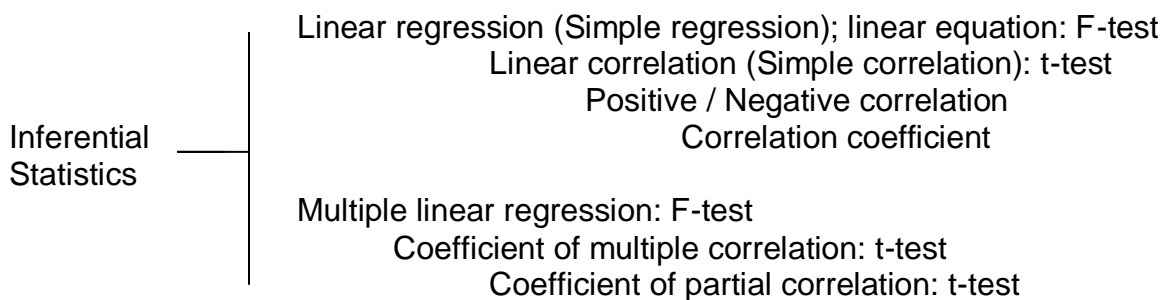 Linear regression (Simple regression); linear equation: F-test
Linear correlation (Simple correlation): t-test
Positive / Negative correlation
Correlation coefficient
Inferential
Statistics
Multiple linear regression: F-test
Coefficient of multiple correlation: t-test
Coefficient of partial correlation: t-test